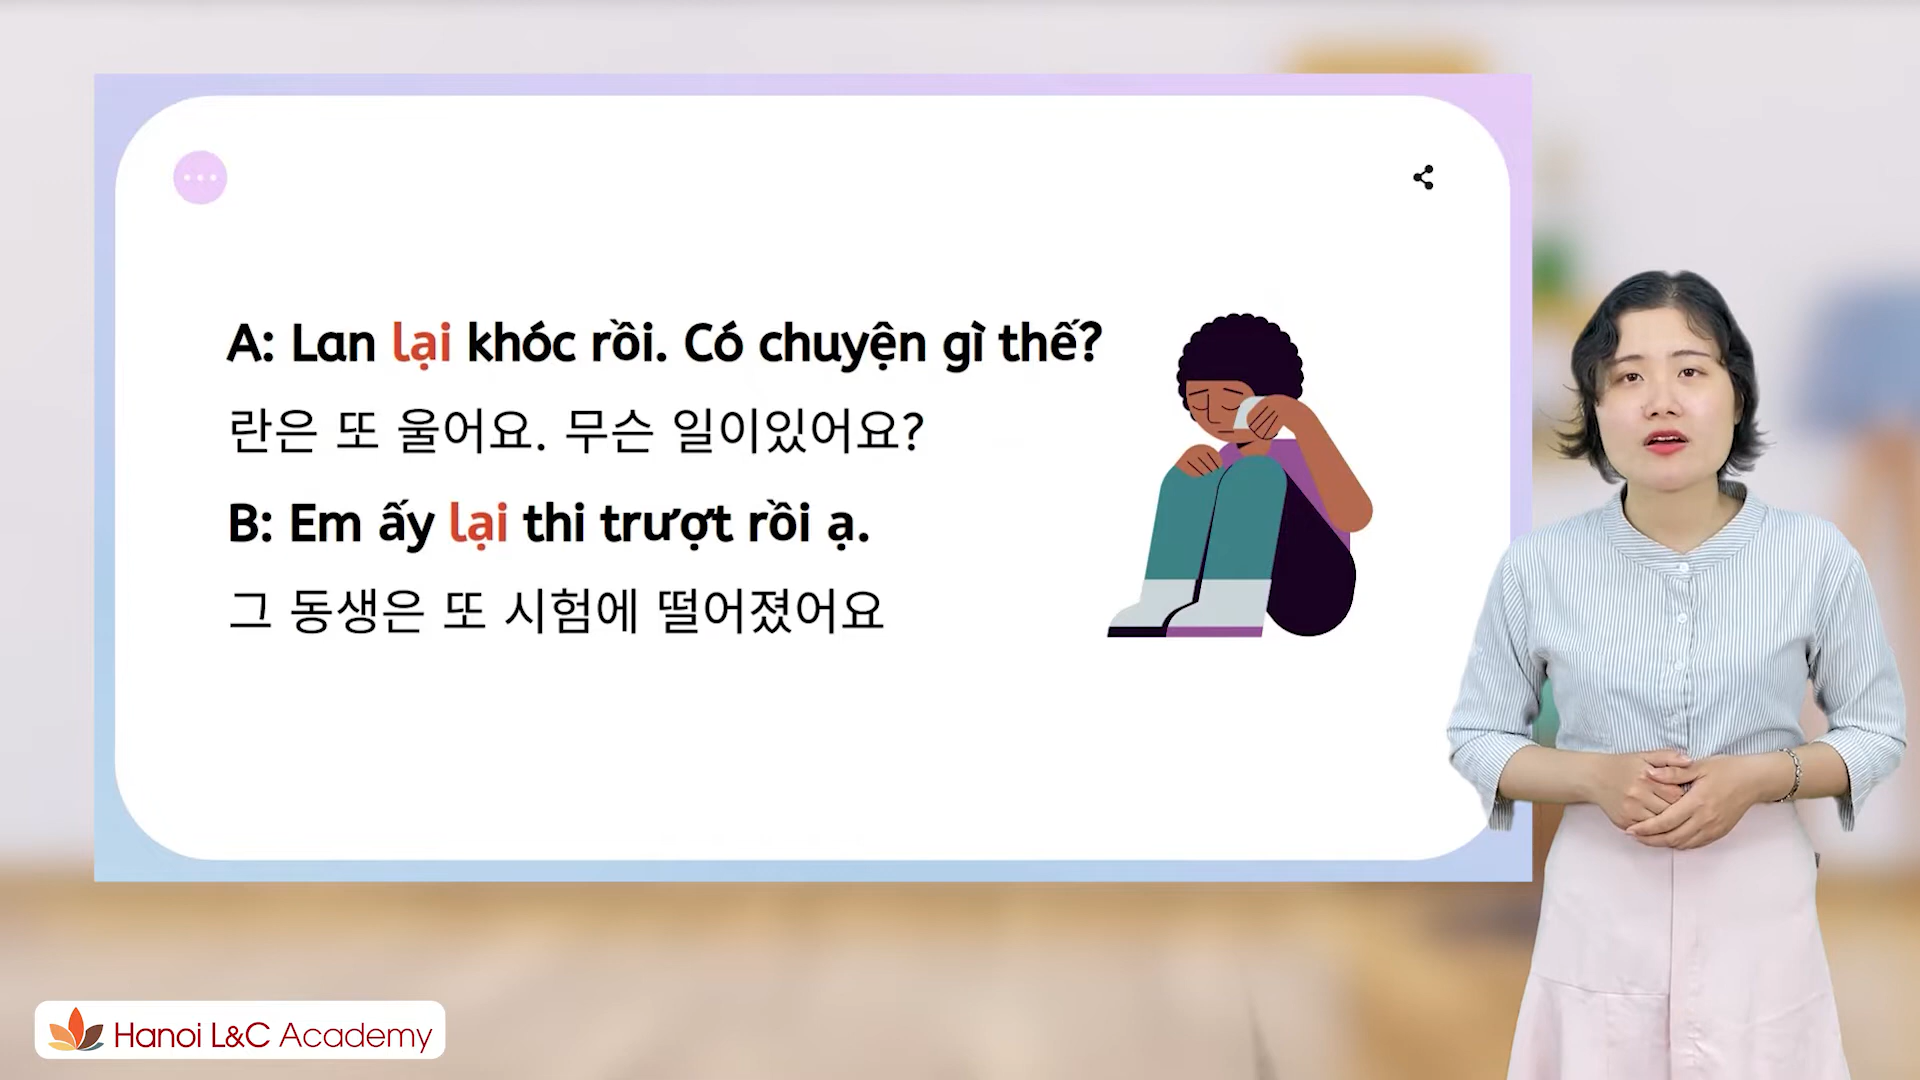 A: Lan lại khóc rồi. Có chuyện gì thế?
란은 또 울어요. 무슨 일이있어요?
B: Em ấy lại thi trượt rồi ạ.
그 동생은 또 시험에 떨어졌어요
Hanoi L&C Academy